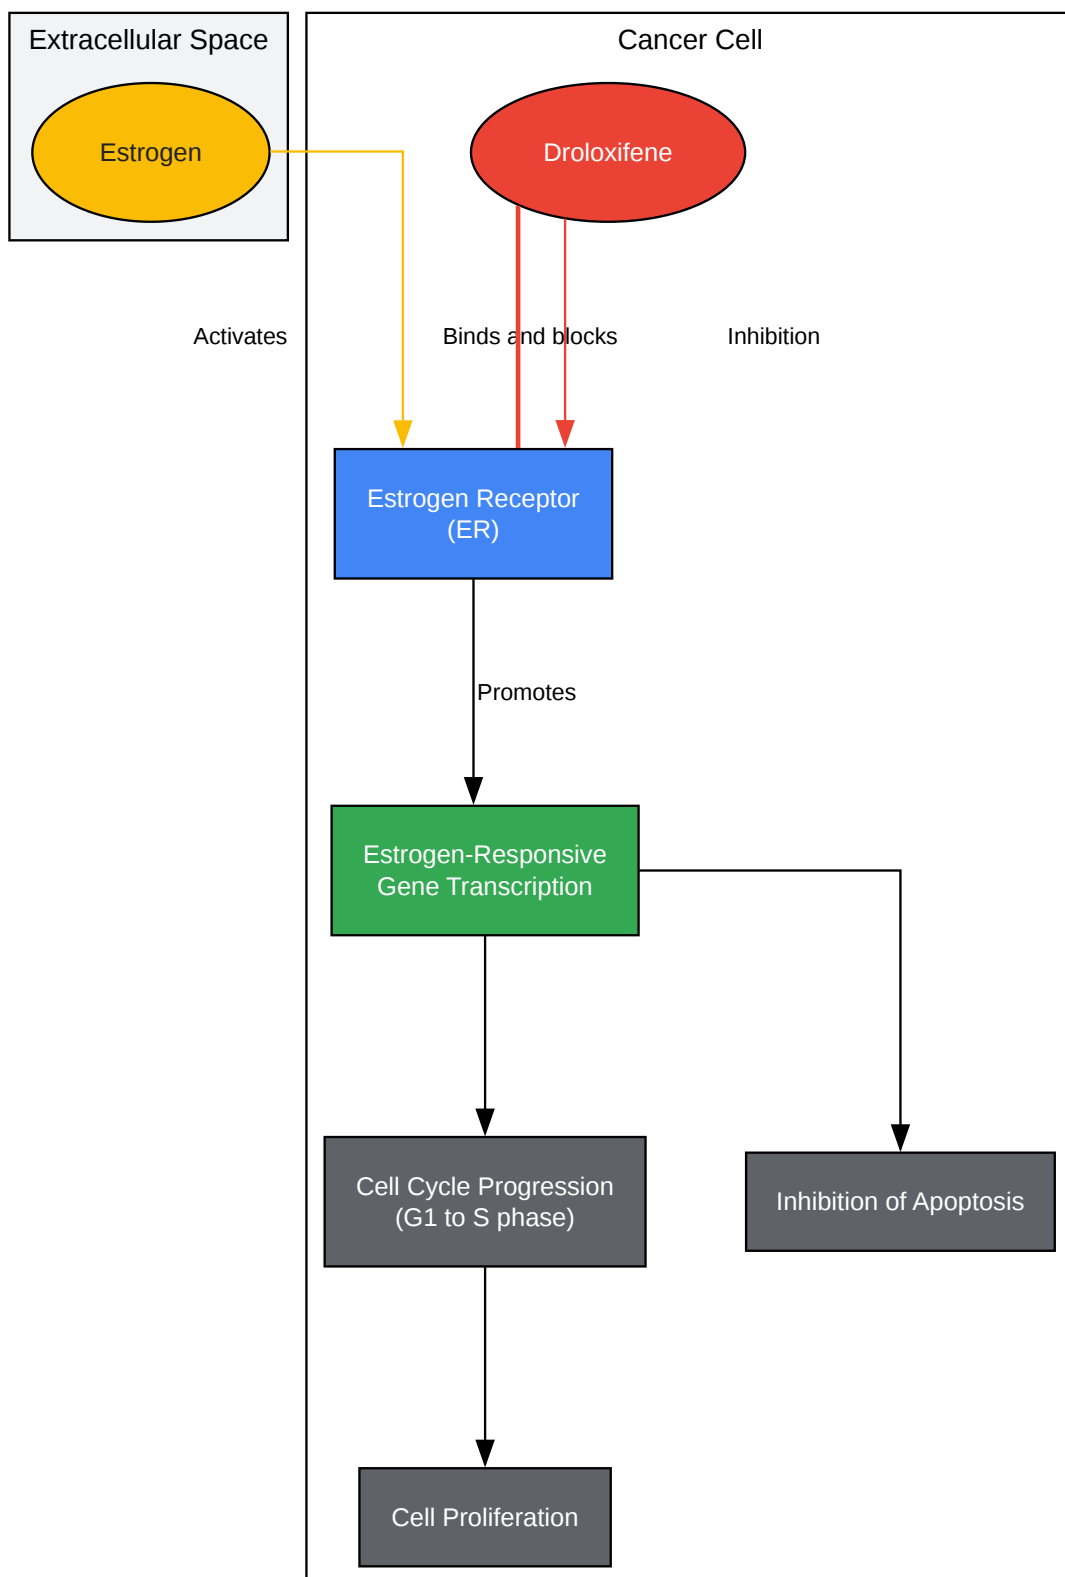 Extracellular Space
Cancer Cell
Estrogen
Droloxifene
Activates
Binds and blocks
Inhibition
Estrogen Receptor
(ER)
Promotes
Estrogen-Responsive
Gene Transcription
Cell Cycle Progression
(G1 to S phase)
Inhibition of Apoptosis
Cell Proliferation